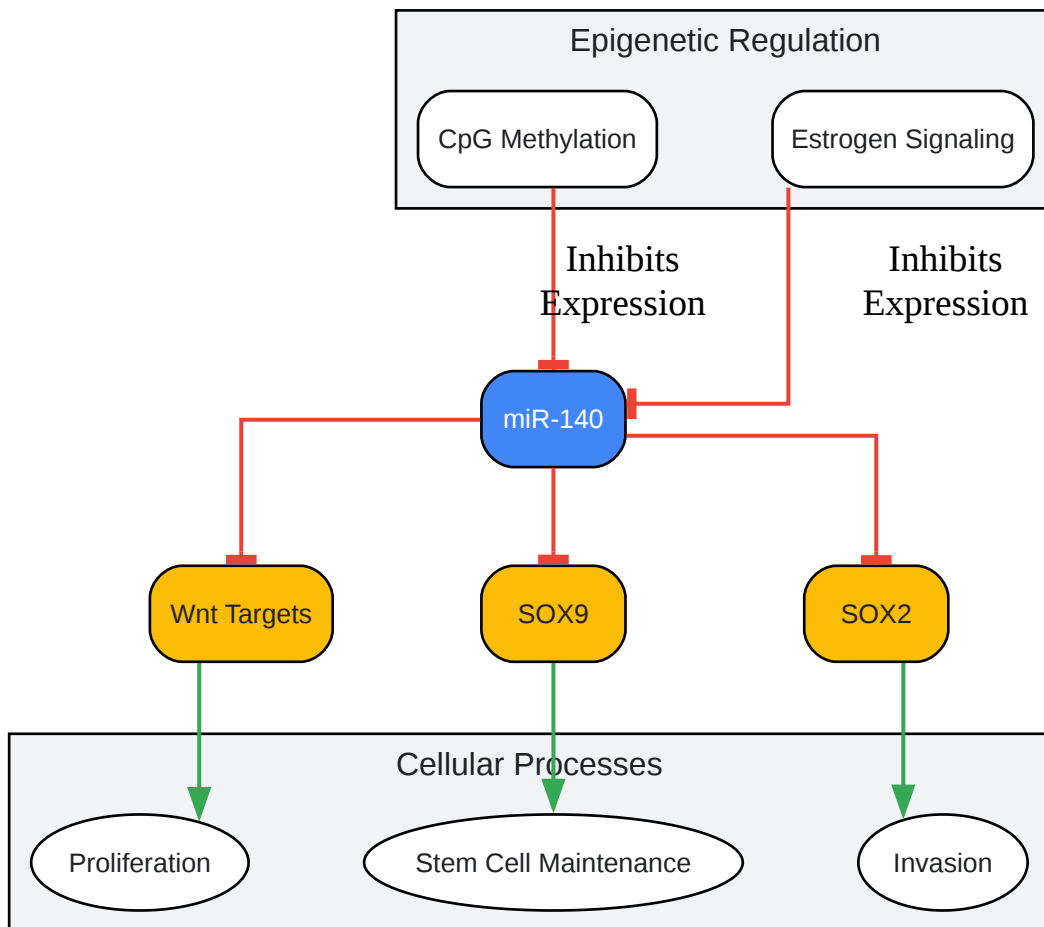 Epigenetic Regulation
CpG Methylation
Estrogen Signaling
Inhibits
Expression
Inhibits
Expression
miR-140
Wnt Targets
SOX9
SOX2
Cellular Processes
Proliferation
Stem Cell Maintenance
Invasion